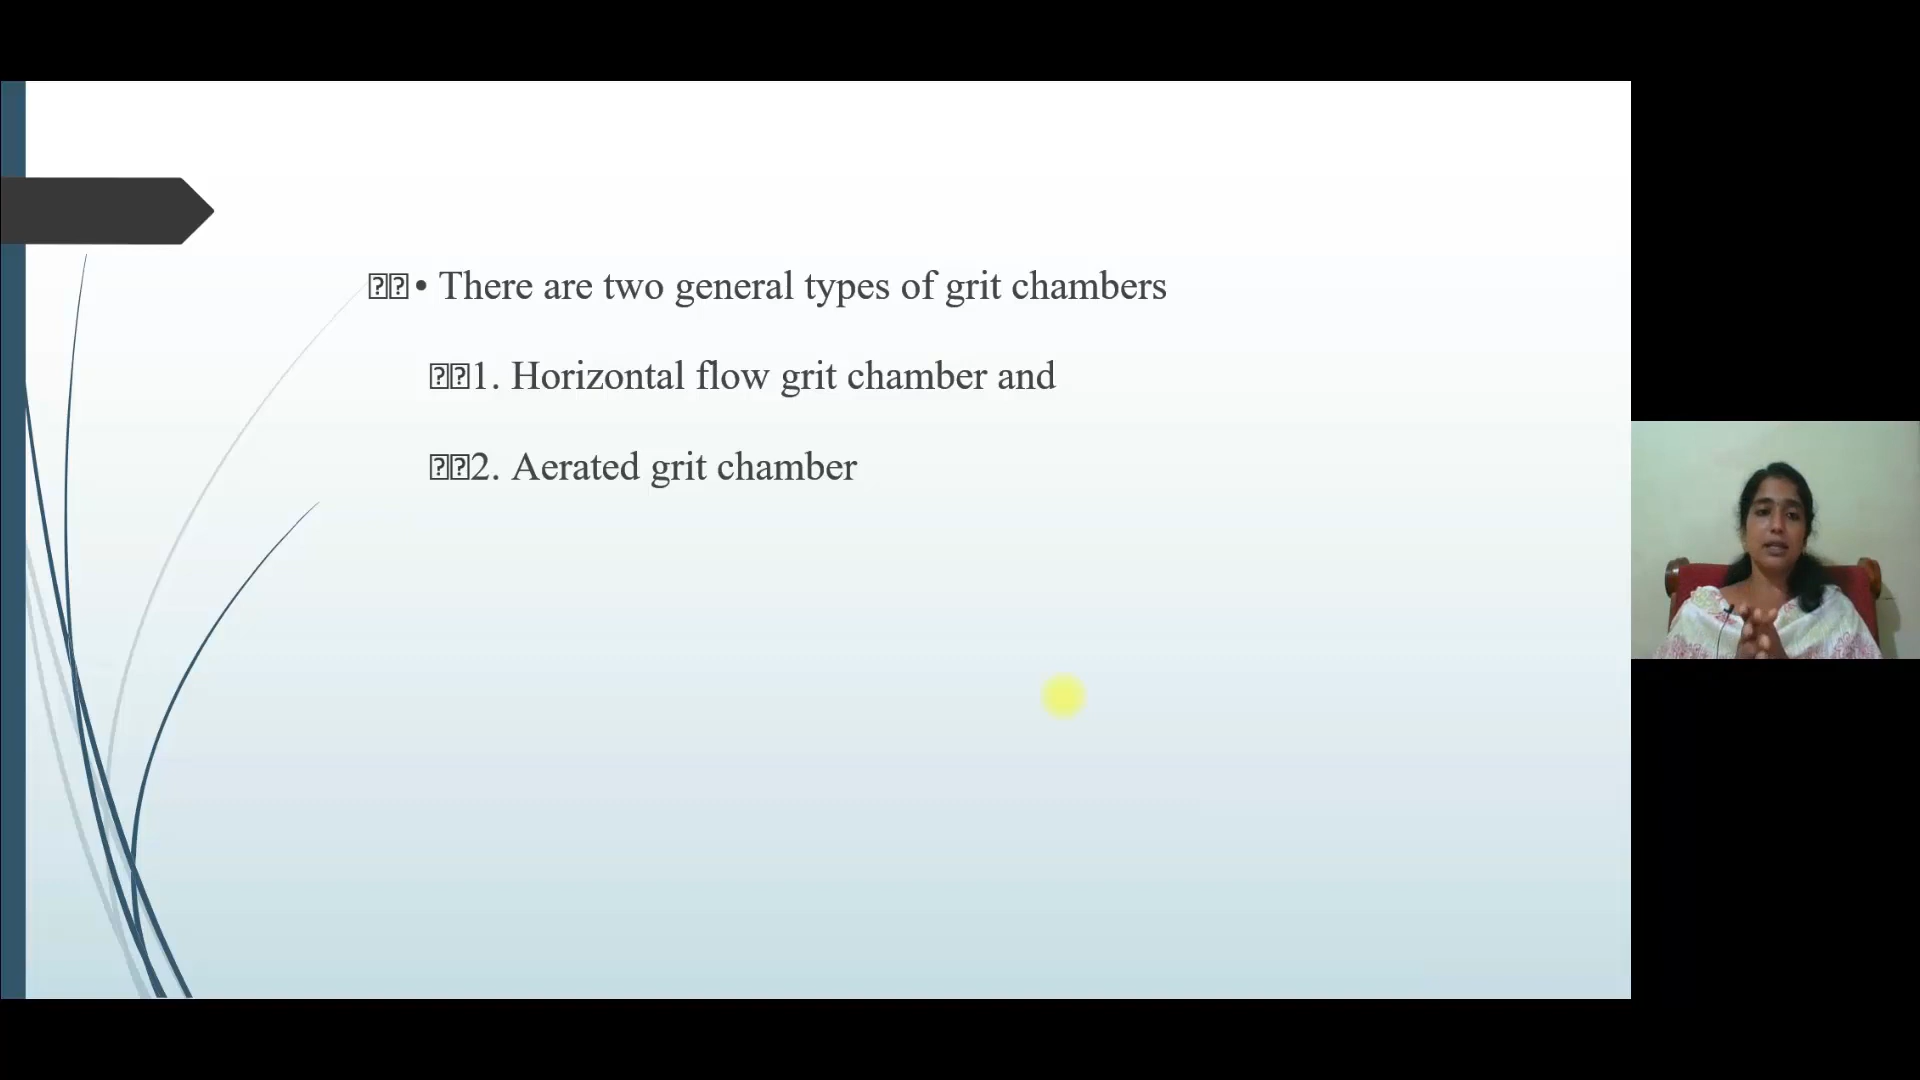 • There are two general types of grit chambers
1. Horizontal flow grit chamber and
2. Aerated grit chamber